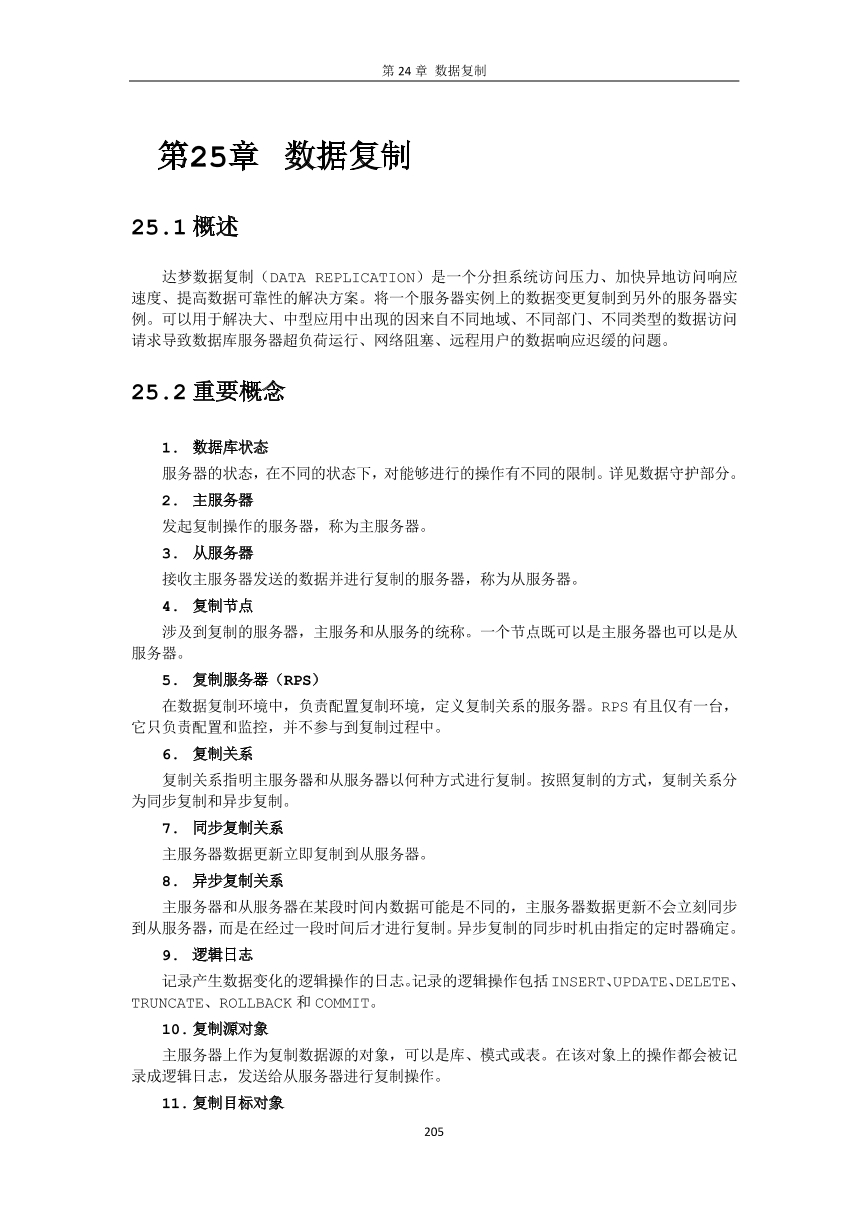 第 24 章 数据复制
第25章 数据复制
25.1 概述
达梦数据复制（DATA REPLICATION）是一个分担系统访问压力、加快异地访问响应
速度、提高数据可靠性的解决方案。将一个服务器实例上的数据变更复制到另外的服务器实
例。可以用于解决大、中型应用中出现的因来自不同地域、不同部门、不同类型的数据访问
请求导致数据库服务器超负荷运行、网络阻塞、远程用户的数据响应迟缓的问题。
25.2 重要概念
1. 数据库状态
服务器的状态，在不同的状态下，对能够进行的操作有不同的限制。详见数据守护部分。
2. 主服务器
发起复制操作的服务器，称为主服务器。
3. 从服务器
接收主服务器发送的数据并进行复制的服务器，称为从服务器。
4. 复制节点
涉及到复制的服务器，主服务和从服务的统称。一个节点既可以是主服务器也可以是从
服务器。
5. 复制服务器（RPS）
在数据复制环境中，负责配置复制环境，定义复制关系的服务器。RPS 有且仅有一台，
它只负责配置和监控，并不参与到复制过程中。
6. 复制关系
复制关系指明主服务器和从服务器以何种方式进行复制。按照复制的方式，复制关系分
为同步复制和异步复制。
7. 同步复制关系
主服务器数据更新立即复制到从服务器。
8. 异步复制关系
主服务器和从服务器在某段时间内数据可能是不同的，主服务器数据更新不会立刻同步
到从服务器，而是在经过一段时间后才进行复制。异步复制的同步时机由指定的定时器确定。
9. 逻辑日志
记录产生数据变化的逻辑操作的日志。记录的逻辑操作包括 INSERT、UPDATE、DELETE、
TRUNCATE、ROLLBACK 和 COMMIT。
10. 复制源对象
主服务器上作为复制数据源的对象，可以是库、模式或表。在该对象上的操作都会被记
录成逻辑日志，发送给从服务器进行复制操作。
11. 复制目标对象
205